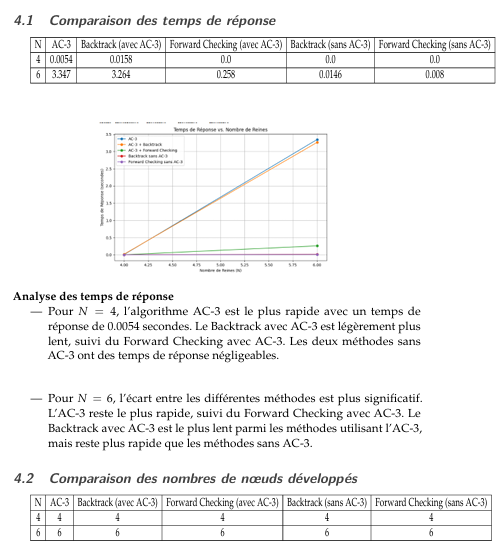 4.1 Comparaison des temps de réponse
N AC-3 Backtrack (avec AC-3) Forward Checking (avec AC-3) Backtrack (sans AC-3) Forward Checking (sans AC-3)
4 0.0054 0.0158 0.0 0.0 0.0
6 3.347 3.264 0.258 0.0146 0.008
Temps de Réponse vs. Nombre de Reines
AC-3
AC-3 + Backtrack
AC-3 + Forward Checking
Backtrack sans AC-3
Forward Checking sans AC-3
Temps de Réponse (secondes)
3.5
3.0
2.5
2.0
1.5
1.0
0.5
0.0
4.00 4.25 4.50 4.75 5.00 5.25 5.50 5.75 6.00
Nombre de Reines (N)
Analyse des temps de réponse
— Pour N = 4, l'algorithme AC-3 est le plus rapide avec un temps de
réponse de 0.0054 secondes. Le Backtrack avec AC-3 est légèrement plus
lent, suivi du Forward Checking avec AC-3. Les deux méthodes sans
AC-3 ont des temps de réponse négligeables.
— Pour N = 6, l'écart entre les différentes méthodes est plus significatif.
L'AC-3 reste le plus rapide, suivi du Forward Checking avec AC-3. Le
Backtrack avec AC-3 est le plus lent parmi les méthodes utilisant l'AC-3,
mais reste plus rapide que les méthodes sans AC-3.
4.2 Comparaison des nombres de nœuds développés
N AC-3 Backtrack (avec AC-3) Forward Checking (avec AC-3) Backtrack (sans AC-3) Forward Checking (sans AC-3)
4 4 4 4 4 4
6 6 6 6 6 6